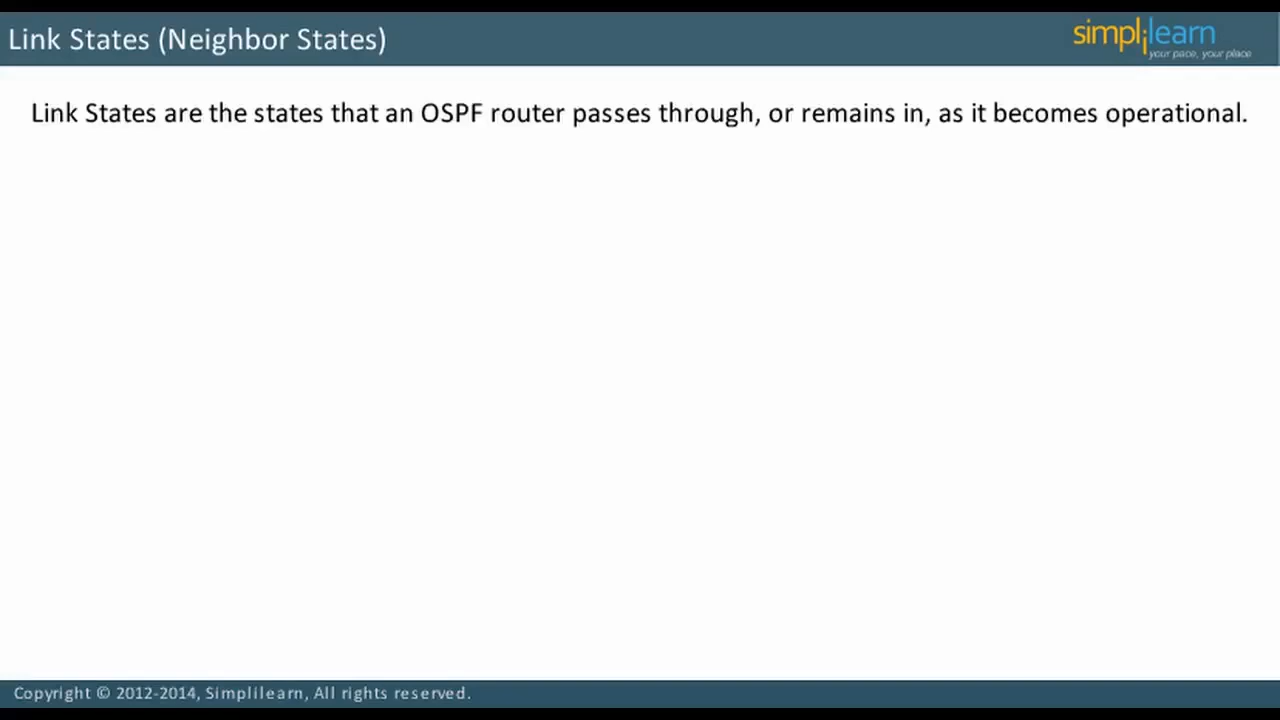 Link States (Neighbor States)
simplilearn
your pace, your place
Link States are the states that an OSPF router passes through, or remains in, as it becomes operational.
Copyright © 2012-2014, Simplilearn, All rights reserved.